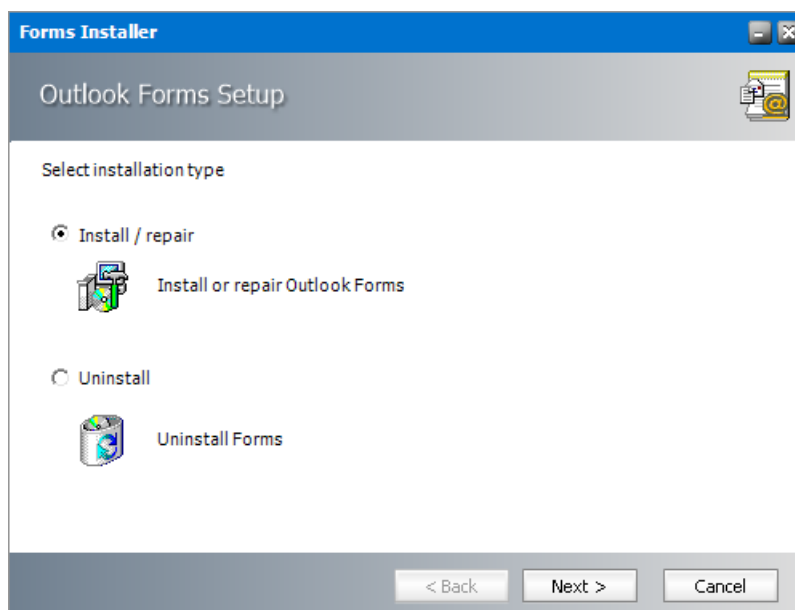 Forms Installer
Outlook Forms Setup
Select installation type
Install / repair
Install or repair Outlook Forms
Uninstall
Uninstall Forms
< Back Next > Cancel